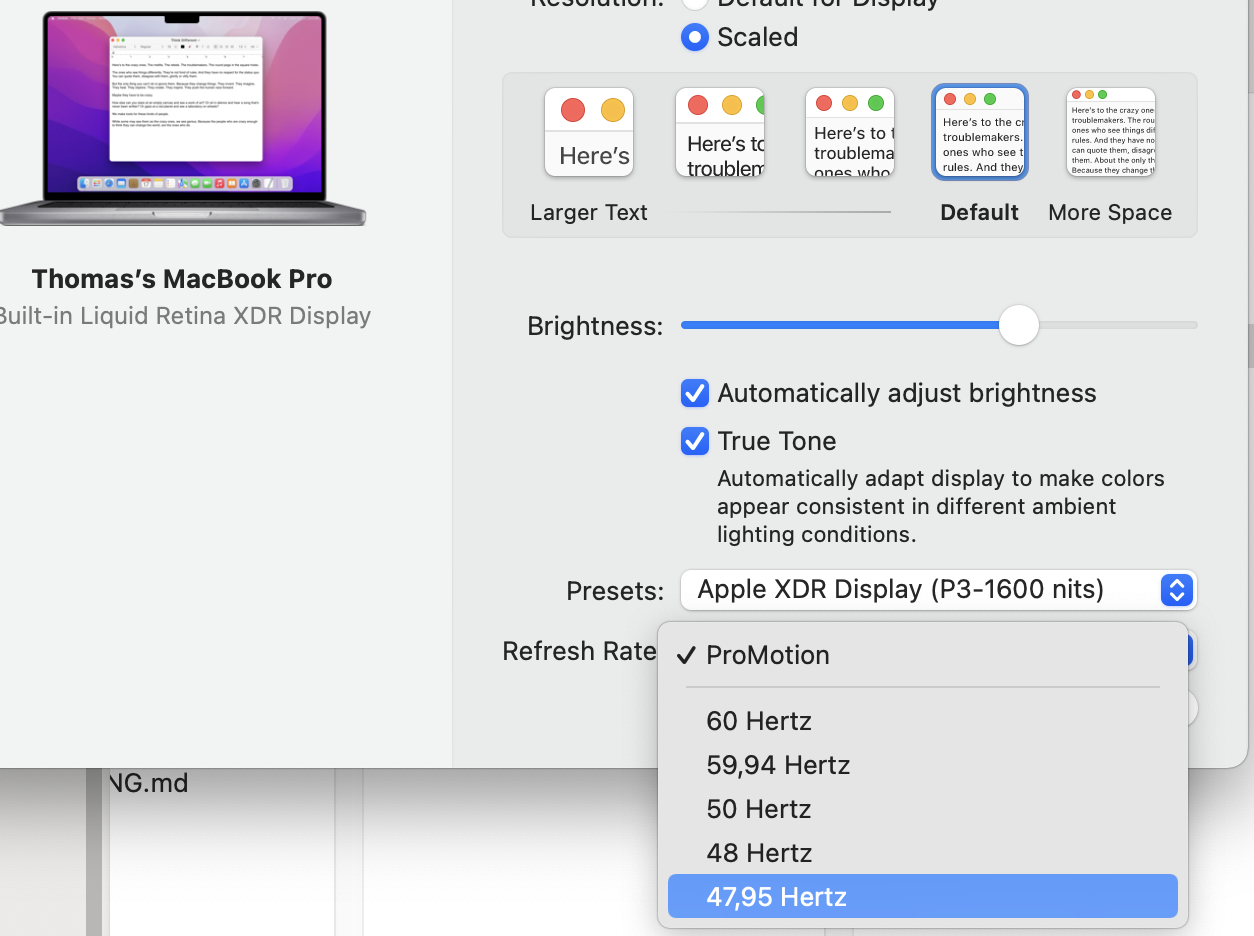 Resolution: Default for Display
Scaled
Here's
Here's to
troublem
Here's to t
troublema
ones who
Here's to the cr
troublemakers.
ones who see t
rules. And they
Here's to the crazy one
troublemakers. The rou
ones who see things dif
rules. And they have no
can quote them, disagr
them. About the only th
Because they change t
Larger Text
Default
More Space
Thomas's MacBook Pro
Built-in Liquid Retina XDR Display
Brightness:
Automatically adjust brightness
True Tone
Automatically adapt display to make colors
appear consistent in different ambient
lighting conditions.
Presets: Apple XDR Display (P3-1600 nits)
Refresh Rate
ProMotion
60 Hertz
59,94 Hertz
50 Hertz
48 Hertz
47,95 Hertz
NG.md